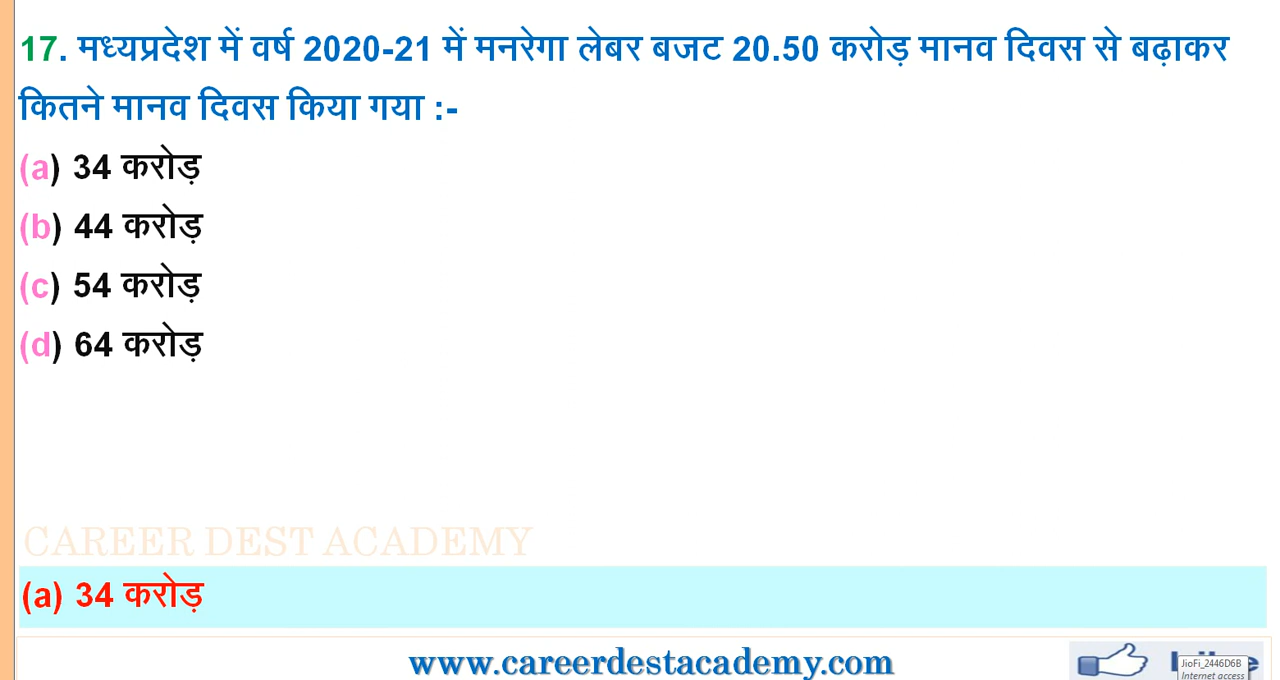 17. मध्यप्रदेश में वर्ष 2020-21 में मनरेगा लेबर बजट 20.50 करोड़ मानव दिवस से बढ़ाकर
कितने मानव दिवस किया गया :-
(a) 34 करोड़
(b) 44 करोड़
(c) 54 करोड़
(d) 64 करोड़
CAREER DEST ACADEMY
(a) 34 करोड़
www.careerdestacademy.com
JioFi_2446D6B
Internet access